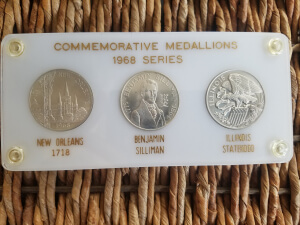 COMMEMORATIVE MEDALLIONS
1968 SERIES
NEW ORLEANS
1718
BENJAMIN
SILLIMAN
ILLINOIS
STATEHOOD